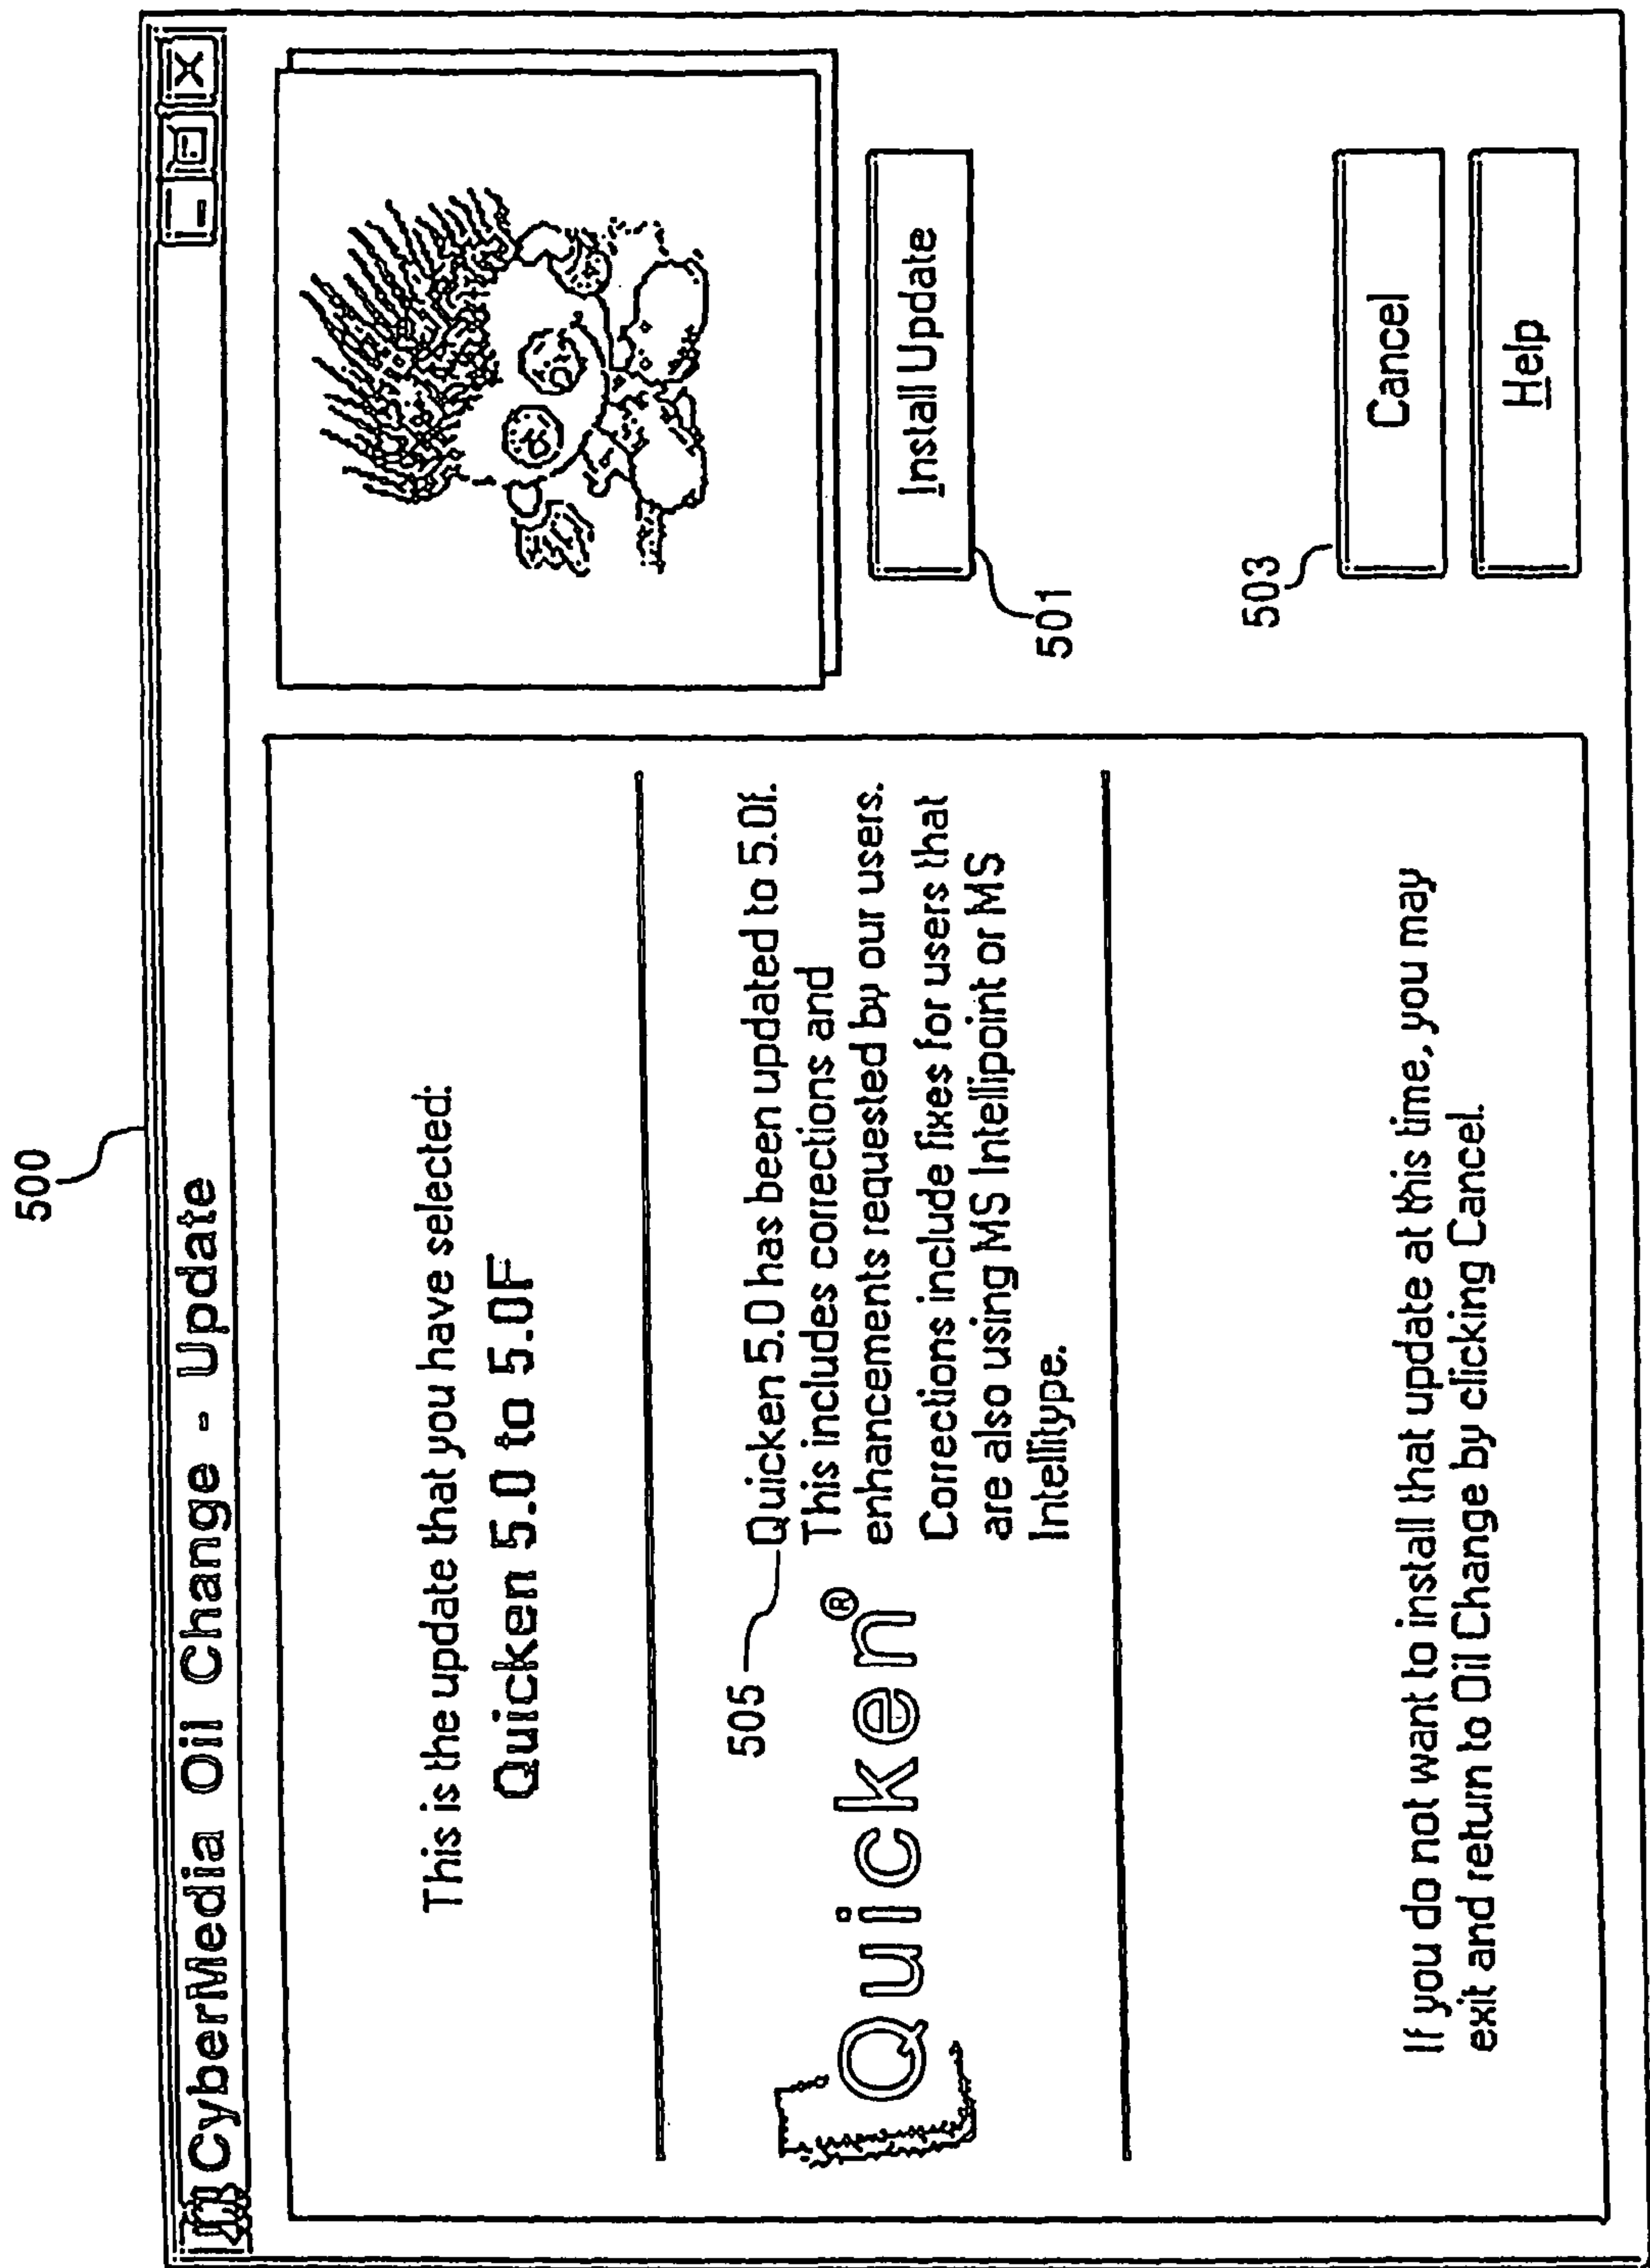 500
CyberMedia Oil Change - Update
This is the update that you have selected:
Quicken 5.0 to 5.0F
505
Quicken®
Quicken 5.0 has been updated to 5.0f.
This includes corrections and
enhancements requested by our users.
Corrections include fixes for users that
are also using MS Intellipoint or MS
Intellitype.
If you do not want to install that update at this time, you may
exit and return to Oil Change by clicking Cancel.
Install Update
501
503
Cancel
Help